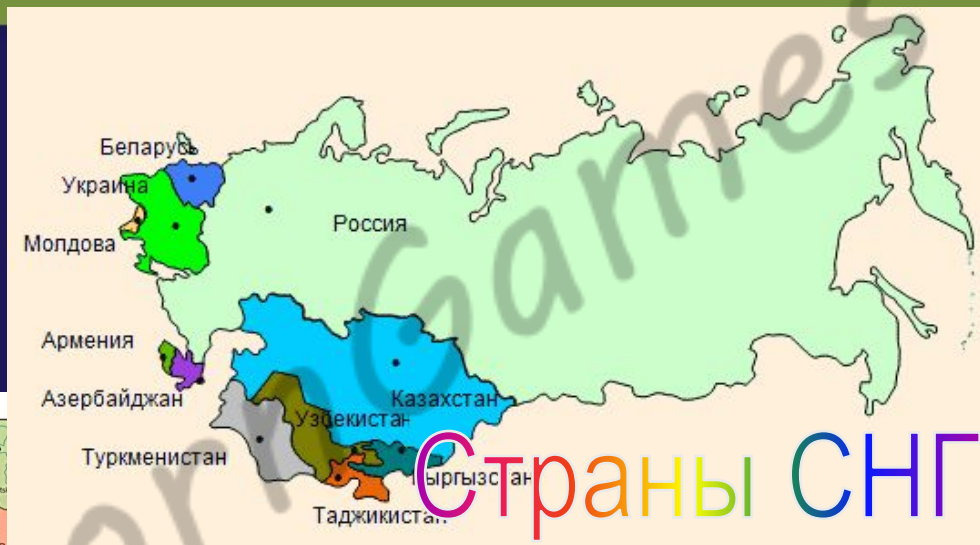 Беларусь
Украина
Россия
Молдова
Армения
Азербайджан
Казахстан
Узбекистан
Туркменистан
Кыргызстан
Таджикистан
Страны СНГ